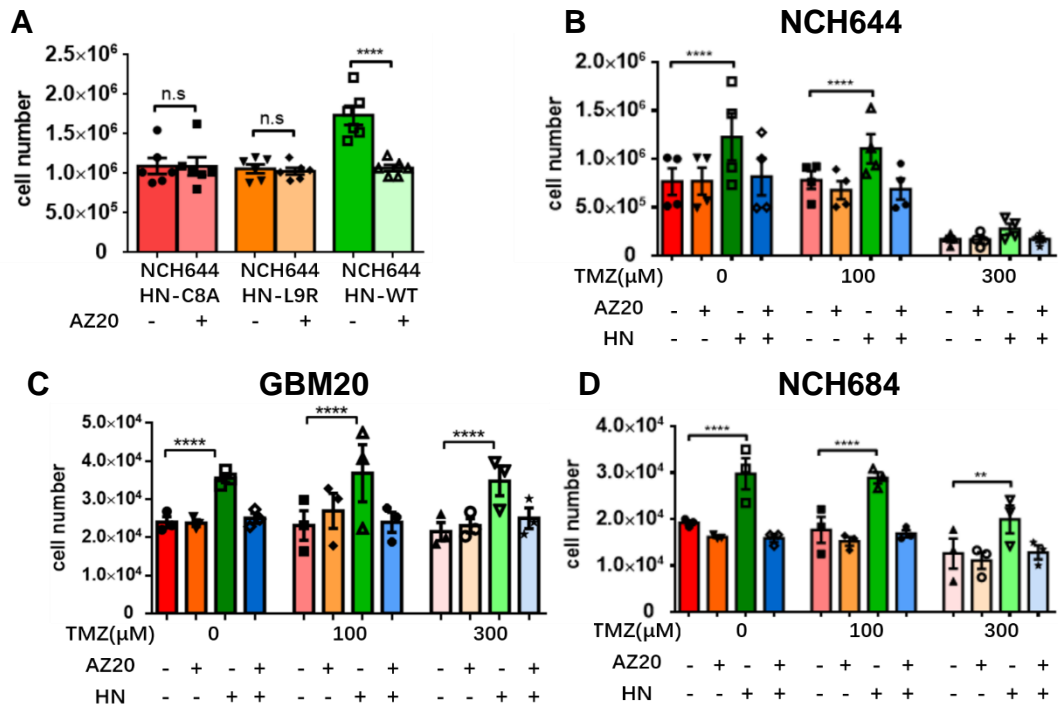 A
2.5×10⁶
2.0×10⁶
1.5×10⁶
1.0×10⁶
5.0×10⁵
0
cell number
n.s
n.s
****
NCH644 NCH644 NCH644
HN-C8A HN-L9R HN-WT
AZ20 - + - + - +
B NCH644
2.0×10⁶
1.5×10⁶
1.0×10⁶
5.0×10⁵
0
cell number
****
****
TMZ(μM) 0 100 300
AZ20 - + - + - + - + - + - +
HN - - + + - - + + - - + +
C GBM20
5.0×10⁴
4.0×10⁴
3.0×10⁴
2.0×10⁴
1.0×10⁴
0
cell number
****
****
****
TMZ(μM) 0 100 300
AZ20 - + - + - + - + - + - +
HN - - + + - - + + - - + +
D NCH684
4.0×10⁴
3.0×10⁴
2.0×10⁴
1.0×10⁴
0
cell number
****
****
**
TMZ(μM) 0 100 300
AZ20 - + - + - + - + - + - +
HN - - + + - - + + - - + +